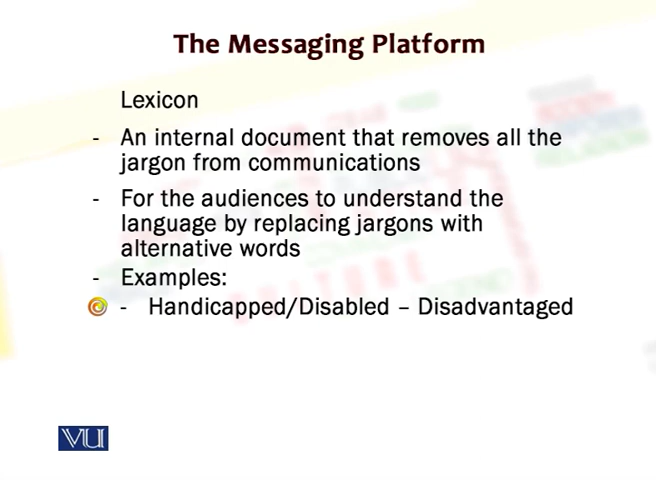 The Messaging Platform
Lexicon
- An internal document that removes all the
jargon from communications
- For the audiences to understand the
language by replacing jargons with
alternative words
- Examples:
- Handicapped/Disabled – Disadvantaged
VU